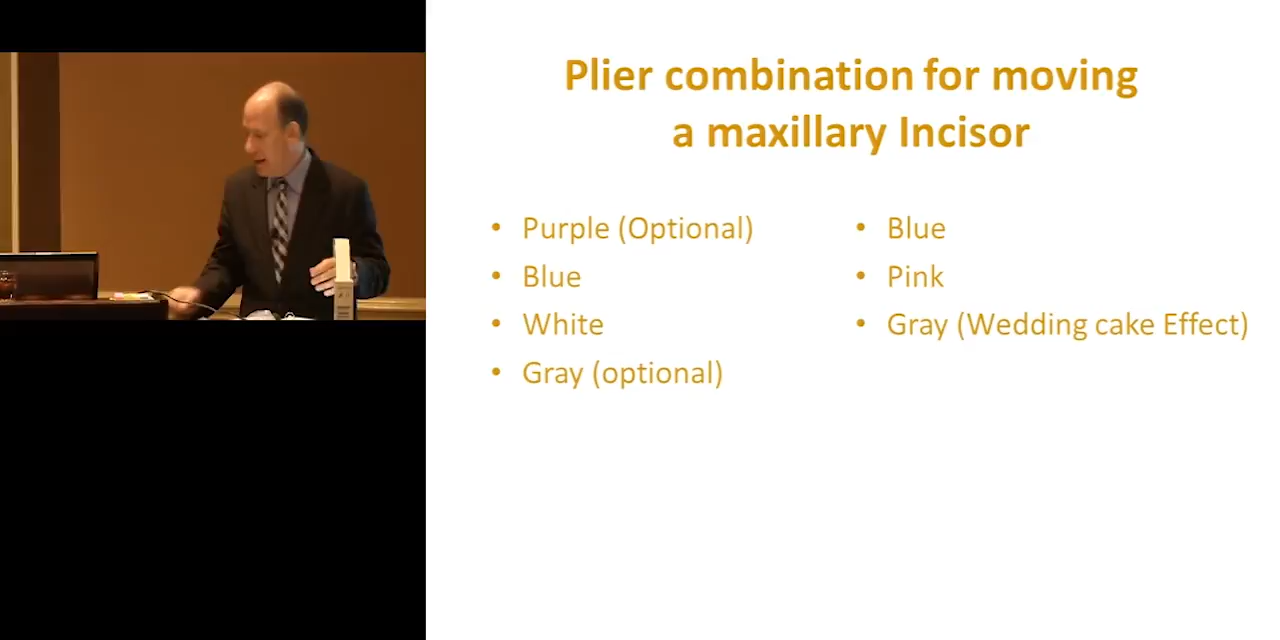 Plier combination for moving
a maxillary Incisor
• Purple (Optional)
• Blue
• White
• Gray (optional)
• Blue
• Pink
• Gray (Wedding cake Effect)